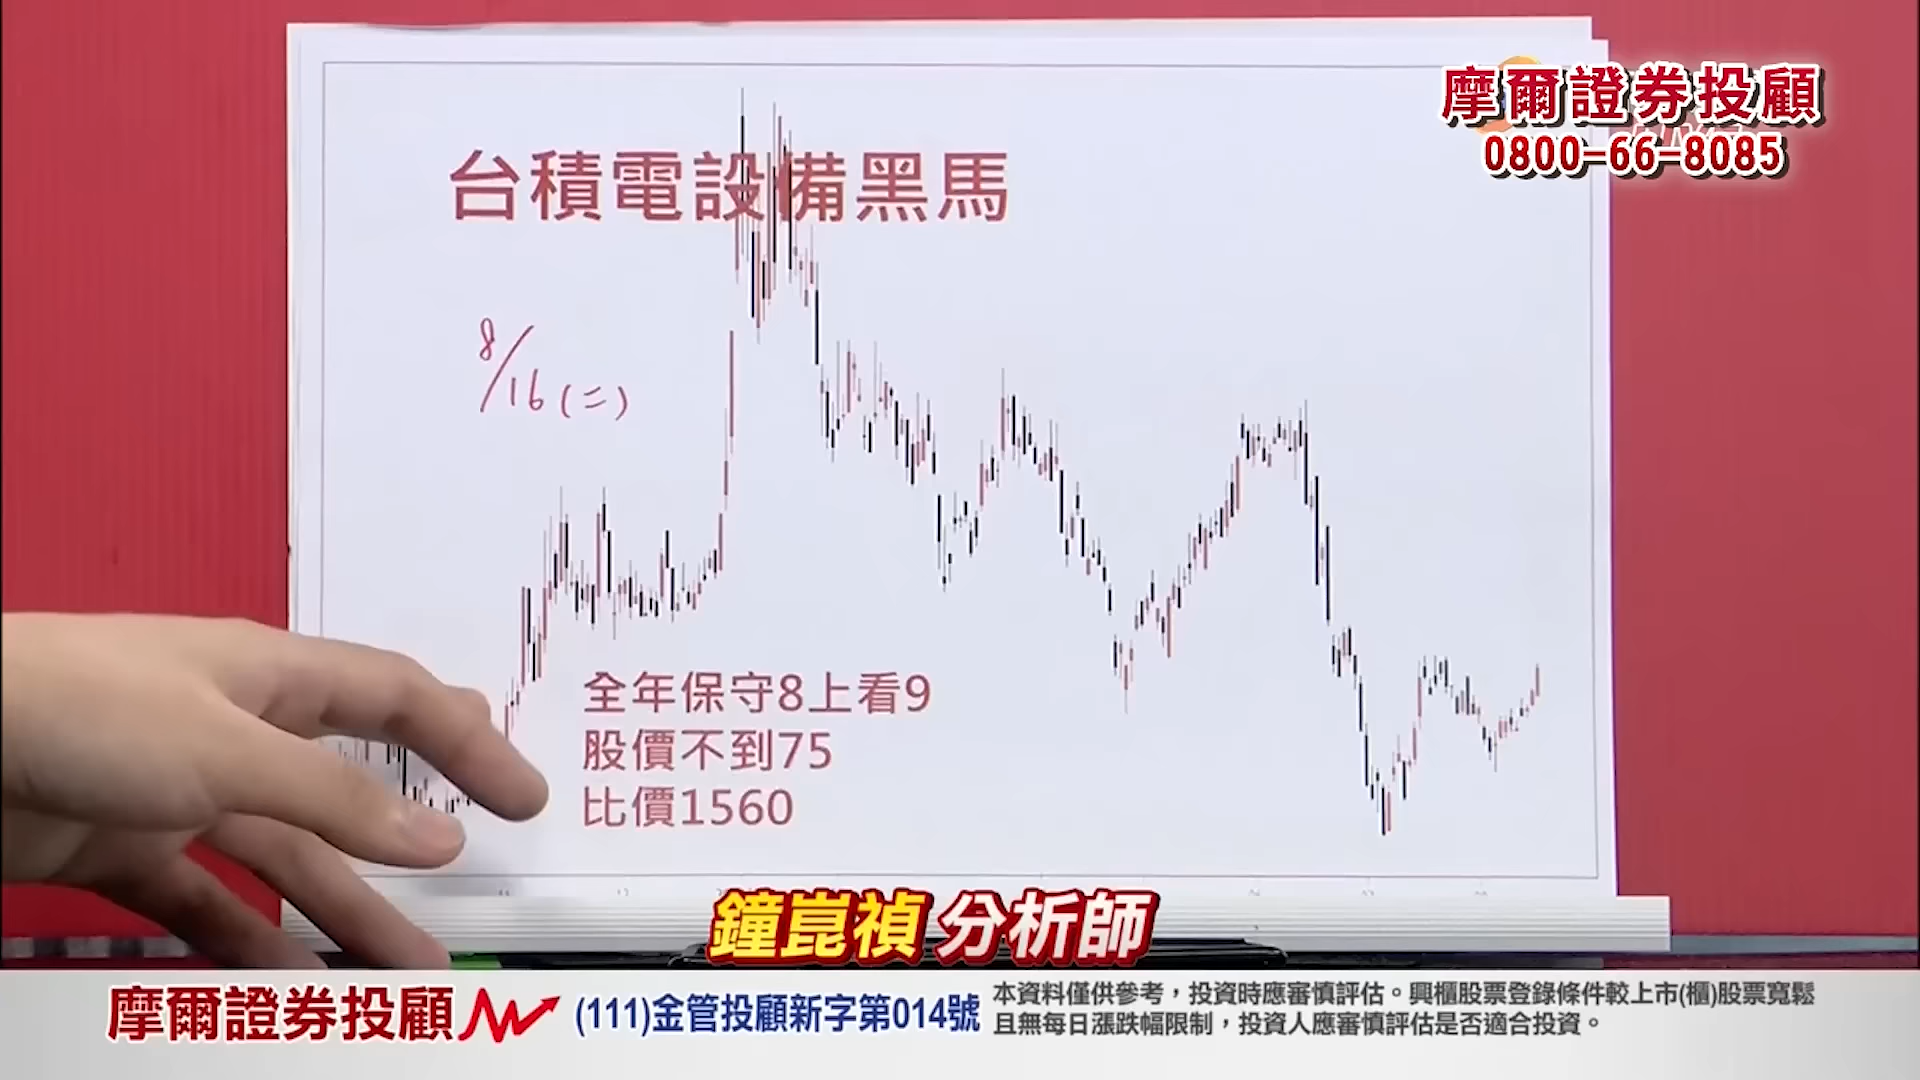 摩爾證券投顧
0800-66-8085
台積電設備黑馬
8/16(二)
全年保守8上看9
股價不到75
比價1560
鐘崑禎 分析師
摩爾證券投顧
(111)金管投顧新字第014號
本資料僅供參考，投資時應審慎評估。興櫃股票登錄條件較上市(櫃)股票寬鬆
且無每日漲跌幅限制，投資人應審慎評估是否適合投資。